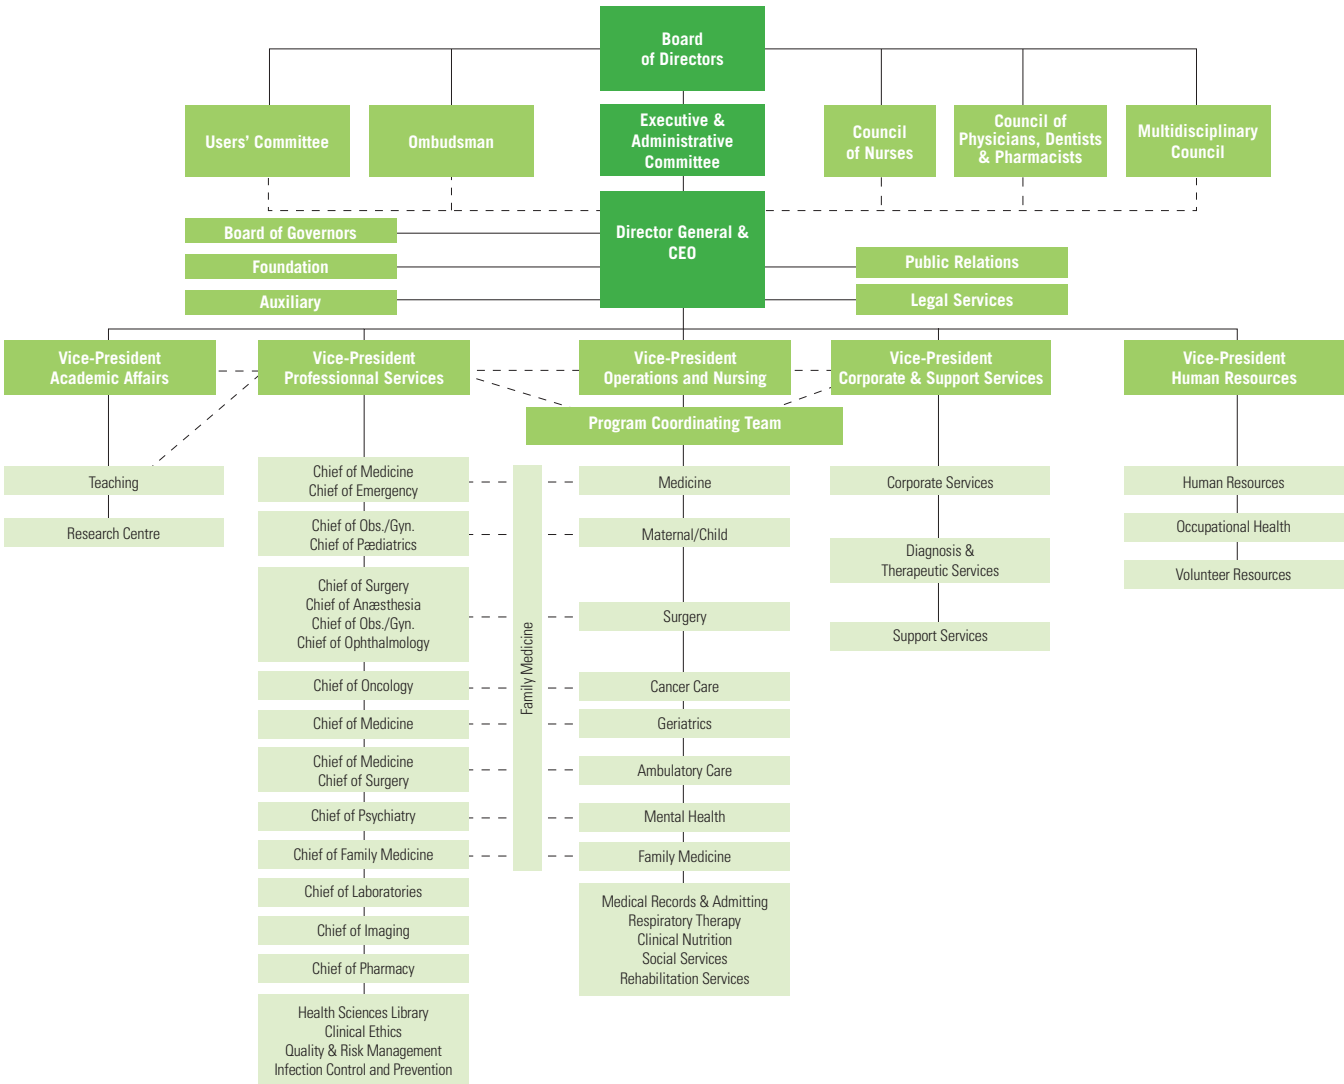 Board
of Directors
Users' Committee
Ombudsman
Executive &
Administrative
Committee
Council
of Nurses
Council of
Physicians, Dentists
& Pharmacists
Multidisciplinary
Council
Director General &
CEO
Board of Governors
Foundation
Auxiliary
Public Relations
Legal Services
Vice-President
Academic Affairs
Vice-President
Professionnal Services
Vice-President
Operations and Nursing
Vice-President
Corporate & Support Services
Vice-President
Human Resources
Program Coordinating Team
Teaching
Research Centre
Chief of Medicine
Chief of Emergency
Chief of Obs./Gyn.
Chief of Pædiatrics
Chief of Surgery
Chief of Anæsthesia
Chief of Obs./Gyn.
Chief of Ophthalmology
Chief of Oncology
Chief of Medicine
Chief of Medicine
Chief of Surgery
Chief of Psychiatry
Chief of Family Medicine
Chief of Laboratories
Chief of Imaging
Chief of Pharmacy
Health Sciences Library
Clinical Ethics
Quality & Risk Management
Infection Control and Prevention
Family Medicine
Medicine
Maternal/Child
Surgery
Cancer Care
Geriatrics
Ambulatory Care
Mental Health
Family Medicine
Medical Records & Admitting
Respiratory Therapy
Clinical Nutrition
Social Services
Rehabilitation Services
Corporate Services
Diagnosis &
Therapeutic Services
Support Services
Human Resources
Occupational Health
Volunteer Resources